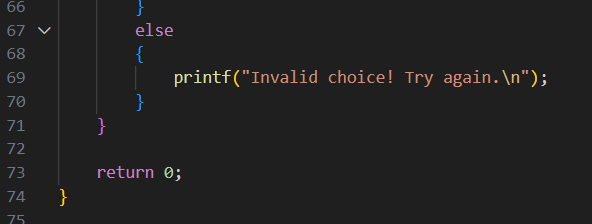 66 }
67 else
68 {
69 printf("Invalid choice! Try again.\n");
70 }
71 }
72
73 return 0;
74 }
75